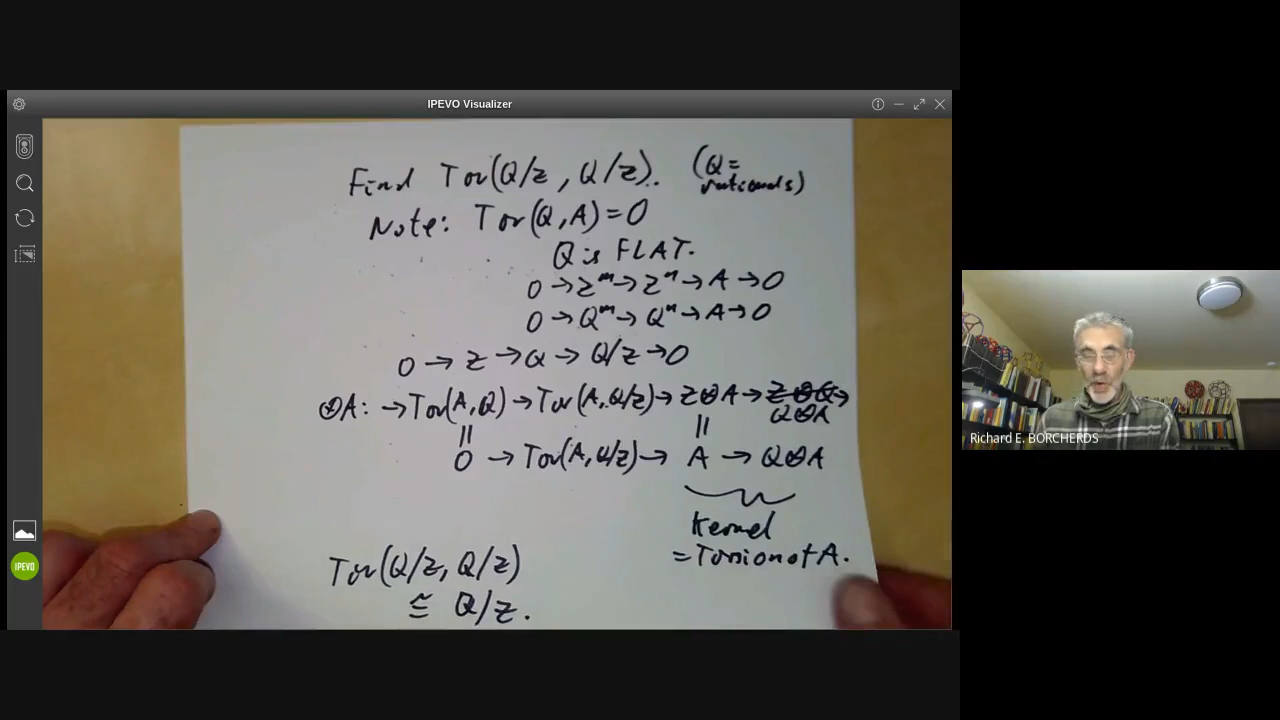 IPEVO Visualizer
Find Tor(Q/Z, Q/Z). (Q = rationals)
Note: Tor(Q, A) = 0
Q is FLAT.
0 → Z^m → Z^n → A → 0
0 → Q^m → Q^n → A → 0
0 → Z → Q → Q/Z → 0
⊗A: → Tor(A, Q) → Tor(A, Q/Z) → Z⊗A → Z⊗Q →
Q⊗A
|| ||
0 → Tor(A, Q/Z) → A → Q⊗A
Kernel
= Torsion of A.
Tor(Q/Z, Q/Z)
≅ Q/Z.
IPEVO
Richard E. BORCHERDS